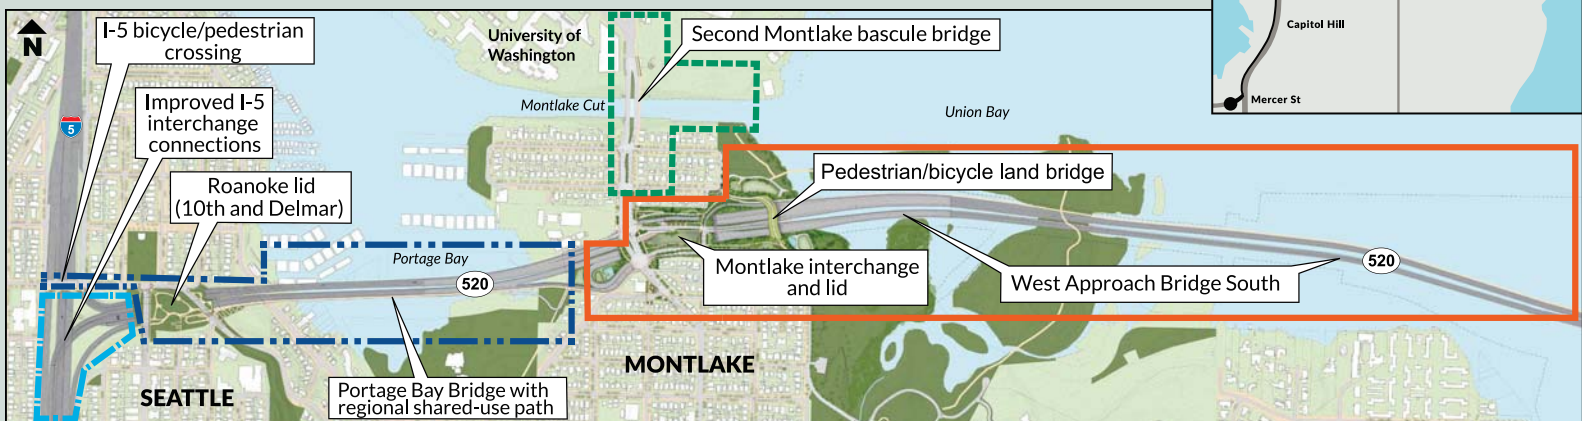 I-5 bicycle/pedestrian
crossing
N
Improved I-5
interchange
connections
5
Roanoke lid
(10th and Delmar)
University of
Washington
Second Montlake bascule bridge
Montlake Cut
Union Bay
Capitol Hill
Mercer St
Pedestrian/bicycle land bridge
Portage Bay
520
Montlake interchange
and lid
West Approach Bridge South
520
Portage Bay Bridge with
regional shared-use path
SEATTLE
MONTLAKE